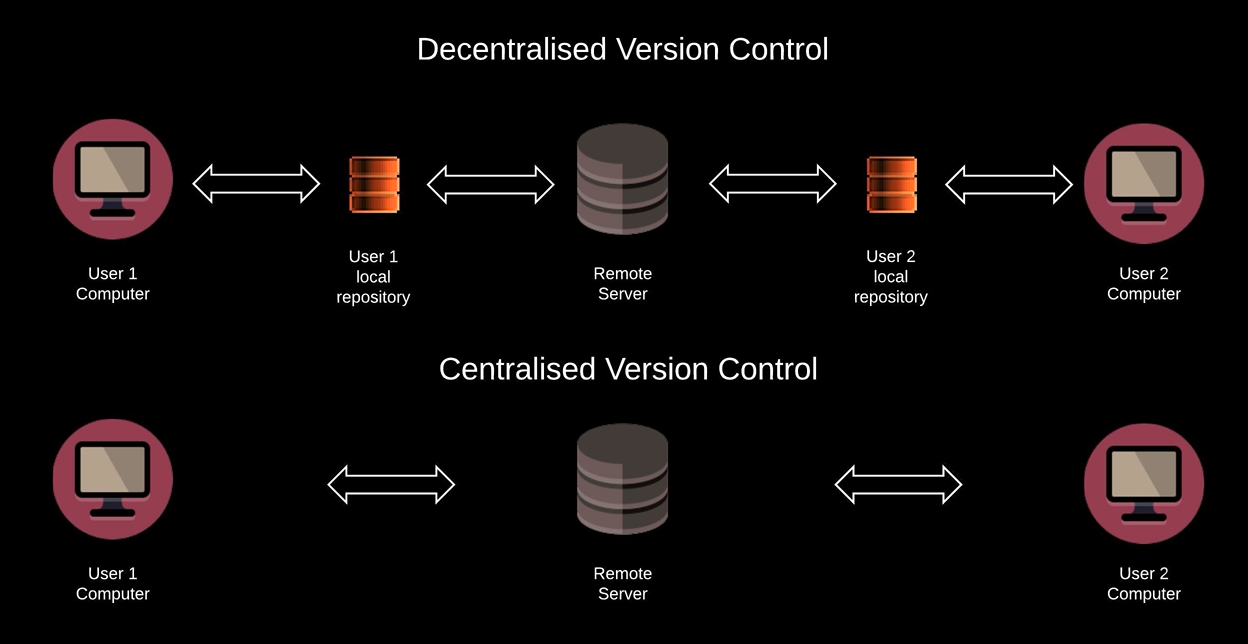 Decentralised Version Control
User 1
Computer
User 1
local
repository
Remote
Server
User 2
local
repository
User 2
Computer
Centralised Version Control
User 1
Computer
Remote
Server
User 2
Computer